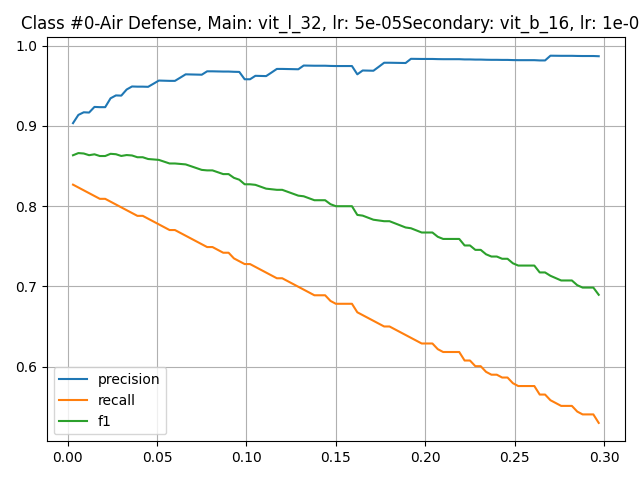 Class #0-Air Defense, Main: vit_l_32, lr: 5e-05Secondary: vit_b_16, lr: 1e-0
1.0
0.9
0.8
0.7
0.6
precision
recall
f1
0.00 0.05 0.10 0.15 0.20 0.25 0.30